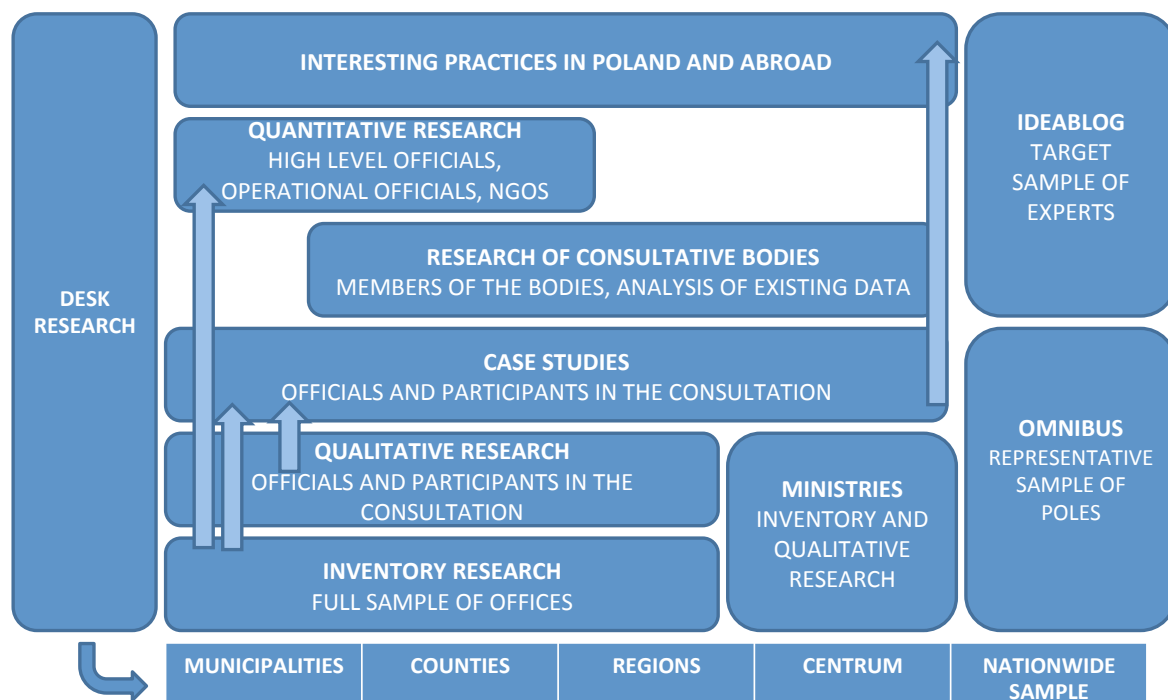 DESK
RESEARCH
INTERESTING PRACTICES IN POLAND AND ABROAD
QUANTITATIVE RESEARCH
HIGH LEVEL OFFICIALS,
OPERATIONAL OFFICIALS, NGOS
RESEARCH OF CONSULTATIVE BODIES
MEMBERS OF THE BODIES, ANALYSIS OF EXISTING DATA
CASE STUDIES
OFFICIALS AND PARTICIPANTS IN THE CONSULTATION
QUALITATIVE RESEARCH
OFFICIALS AND PARTICIPANTS IN THE
CONSULTATION
INVENTORY RESEARCH
FULL SAMPLE OF OFFICES
MINISTRIES
INVENTORY AND
QUALITATIVE
RESEARCH
IDEABLOG
TARGET
SAMPLE OF
EXPERTS
OMNIBUS
REPRESENTATIVE
SAMPLE OF
POLES
MUNICIPALITIES
COUNTIES
REGIONS
CENTRUM
NATIONWIDE
SAMPLE